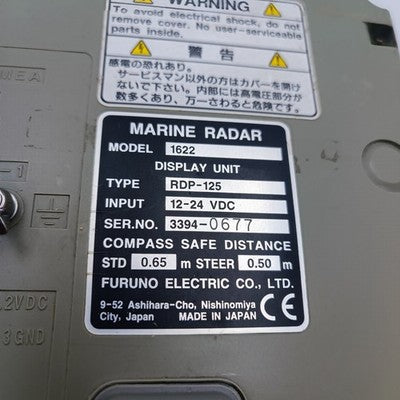 WARNING
To avoid electrical shock, do not
remove cover. No user-serviceable
parts inside.
警告
感電の恐れあり。
サービスマン以外の方はカバーを開け
ないで下さい。内部には高電圧部分が
数多くあり、万一さわると危険です。
MEA
MARINE RADAR
MODEL 1622
DISPLAY UNIT
TYPE RDP-125
INPUT 12-24 VDC
SER.NO. 3394-0677
COMPASS SAFE DISTANCE
STD 0.65 m STEER 0.50 m
FURUNO ELECTRIC CO., LTD.
9-52 Ashihara-Cho, Nishinomiya
City, Japan MADE IN JAPAN CE
2VDC
3 GND